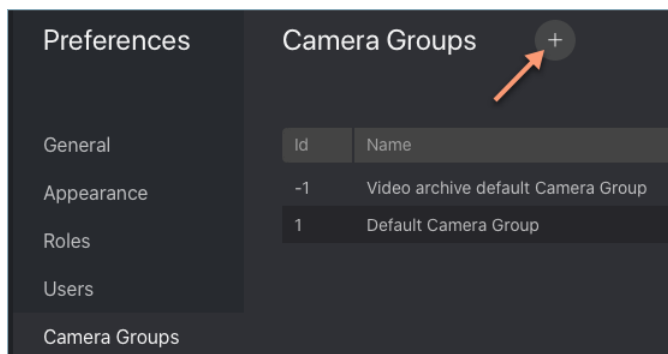 Preferences
General
Appearance
Roles
Users
Camera Groups
Camera Groups +
Id Name
-1 Video archive default Camera Group
1 Default Camera Group